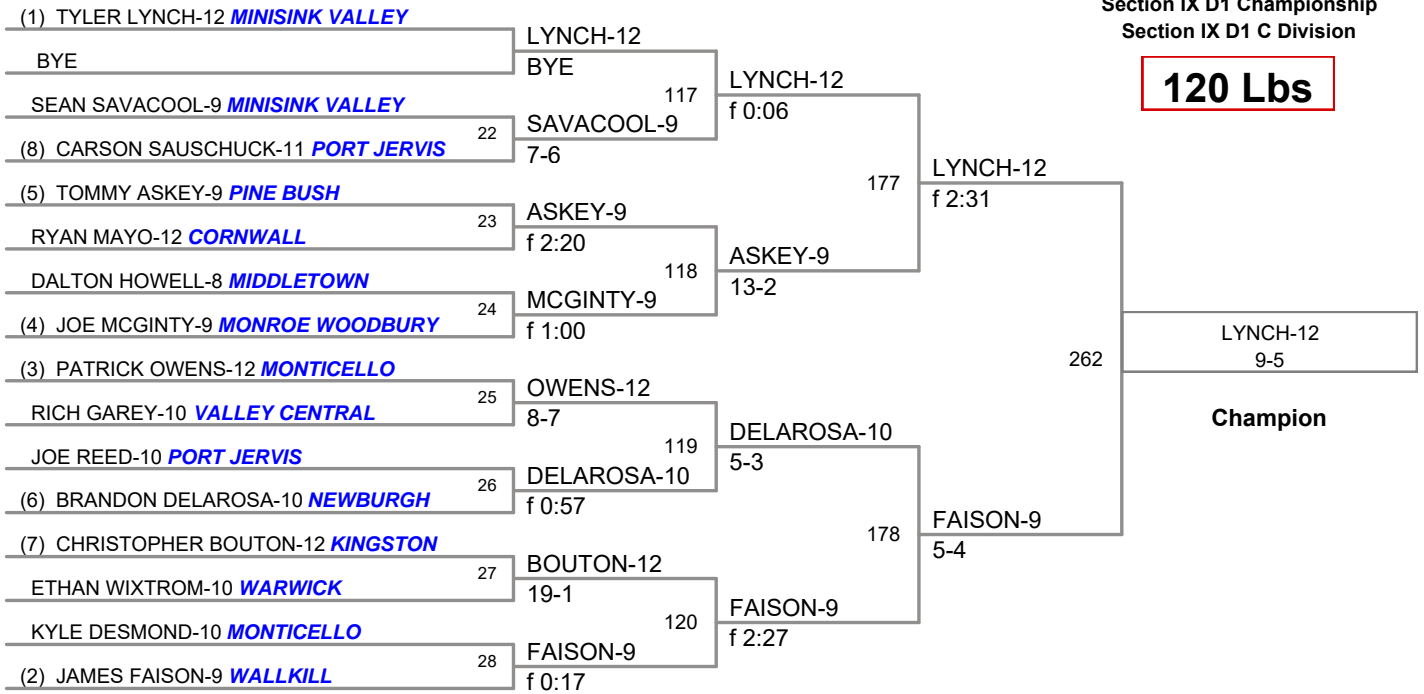 Section IX D1 Championship
Section IX D1 C Division
120 Lbs
(1) TYLER LYNCH-12 MINISINK VALLEY
BYE
SEAN SAVACOOL-9 MINISINK VALLEY
(8) CARSON SAUSCHUCK-11 PORT JERVIS
(5) TOMMY ASKEY-9 PINE BUSH
RYAN MAYO-12 CORNWALL
DALTON HOWELL-8 MIDDLETOWN
(4) JOE MCGINTY-9 MONROE WOODBURY
(3) PATRICK OWENS-12 MONTICELLO
RICH GAREY-10 VALLEY CENTRAL
JOE REED-10 PORT JERVIS
(6) BRANDON DELAROSA-10 NEWBURGH
(7) CHRISTOPHER BOUTON-12 KINGSTON
ETHAN WIXTROM-10 WARWICK
KYLE DESMOND-10 MONTICELLO
(2) JAMES FAISON-9 WALLKILL
22
23
24
25
26
27
28
LYNCH-12
BYE
SAVACOOL-9
7-6
ASKEY-9
f 2:20
MCGINTY-9
f 1:00
OWENS-12
8-7
DELAROSA-10
f 0:57
BOUTON-12
19-1
FAISON-9
f 0:17
117
118
119
120
LYNCH-12
f 0:06
ASKEY-9
13-2
DELAROSA-10
5-3
FAISON-9
f 2:27
177
178
LYNCH-12
f 2:31
FAISON-9
5-4
262
LYNCH-12
9-5
Champion